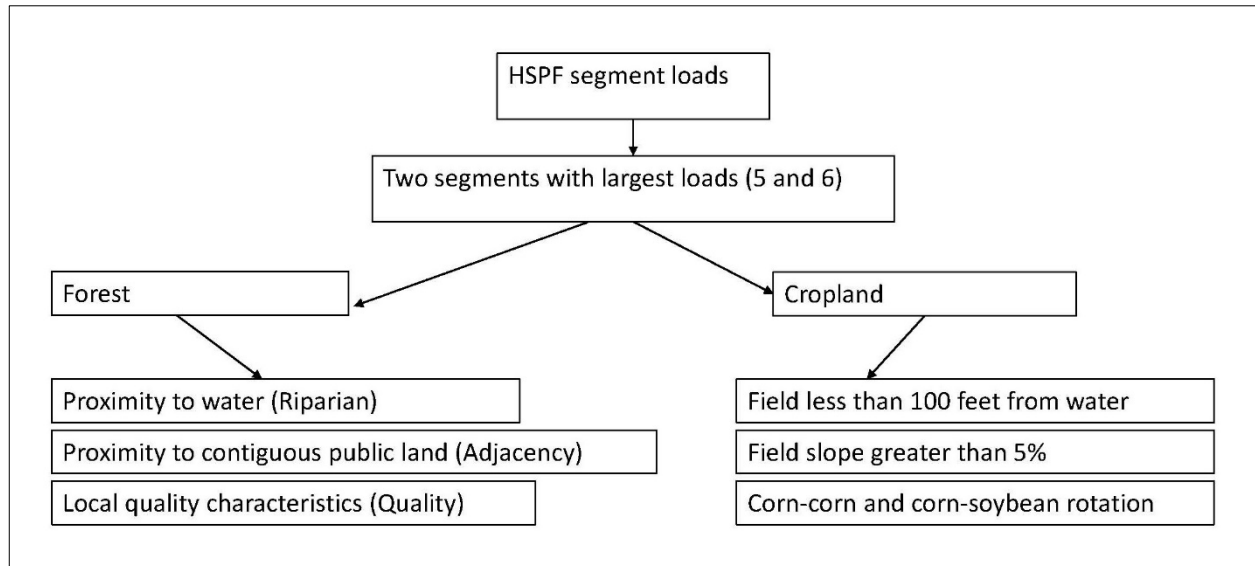 HSPF segment loads
Two segments with largest loads (5 and 6)
Forest
Cropland
Proximity to water (Riparian)
Proximity to contiguous public land (Adjacency)
Local quality characteristics (Quality)
Field less than 100 feet from water
Field slope greater than 5%
Corn-corn and corn-soybean rotation